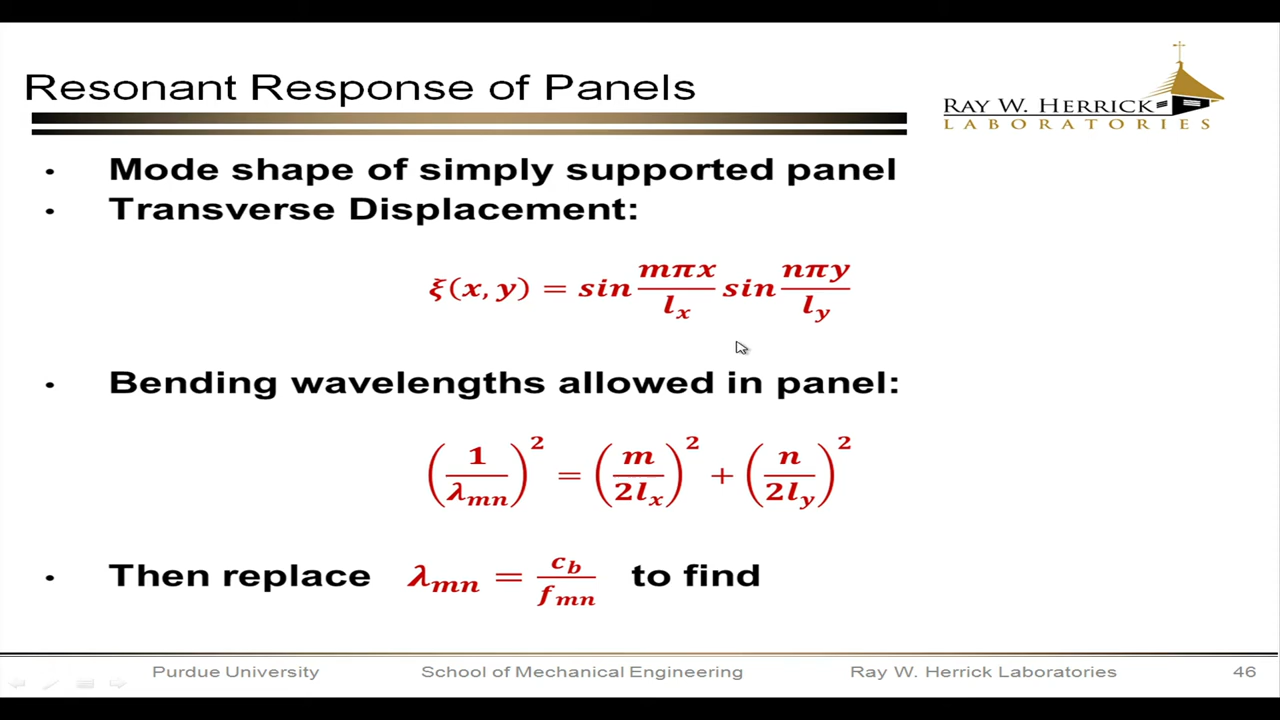 Resonant Response of Panels
RAY W. HERRICK
LABORATORIES
• Mode shape of simply supported panel
• Transverse Displacement:
ξ(x, y) = sin mπx/l_x sin nπy/l_y
• Bending wavelengths allowed in panel:
(1/λ_mn)^2 = (m/2l_x)^2 + (n/2l_y)^2
• Then replace λ_mn = c_b/f_mn to find
Purdue University School of Mechanical Engineering Ray W. Herrick Laboratories 46